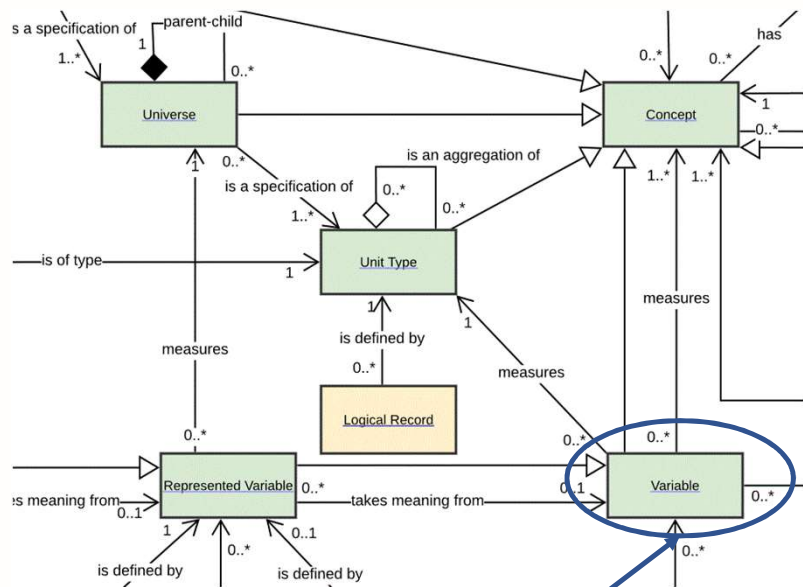 s a specification of
parent-child
1
1..*
0..*
Universe
0..*
0..*
has
Concept
1
0..*
1
0..*
is a specification of
1..*
is an aggregation of
0..*
0..*
1..*
1..*
is of type
1
Unit Type
1
is defined by
0..*
1
measures
measures
measures
Logical Record
0..*
0..*
0..*
Represented Variable
0..*
0..1
Variable
0..*
es meaning from
0..1
takes meaning from
1
0..*
0..1
0..*
is defined by
is defined by